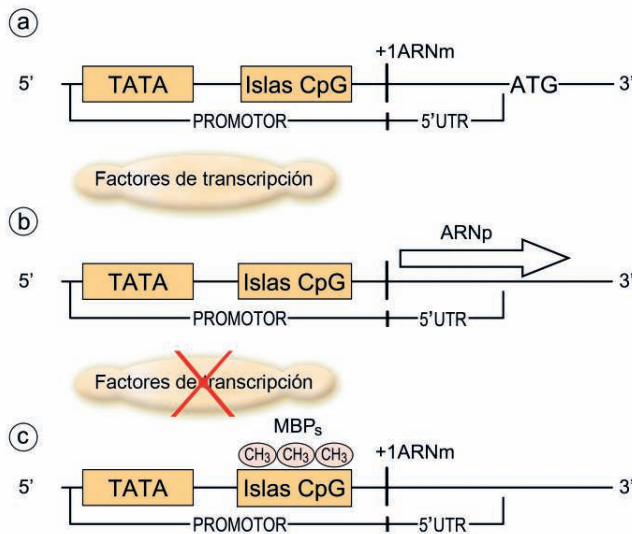 a
+1ARNm
5' TATA Islas CpG ATG 3'
PROMOTOR 5'UTR
Factores de transcripción
b
ARNp
5' TATA Islas CpG 3'
PROMOTOR 5'UTR
Factores de transcripción
c
MBPs
CH3 CH3 CH3 +1ARNm
5' TATA Islas CpG 3'
PROMOTOR 5'UTR